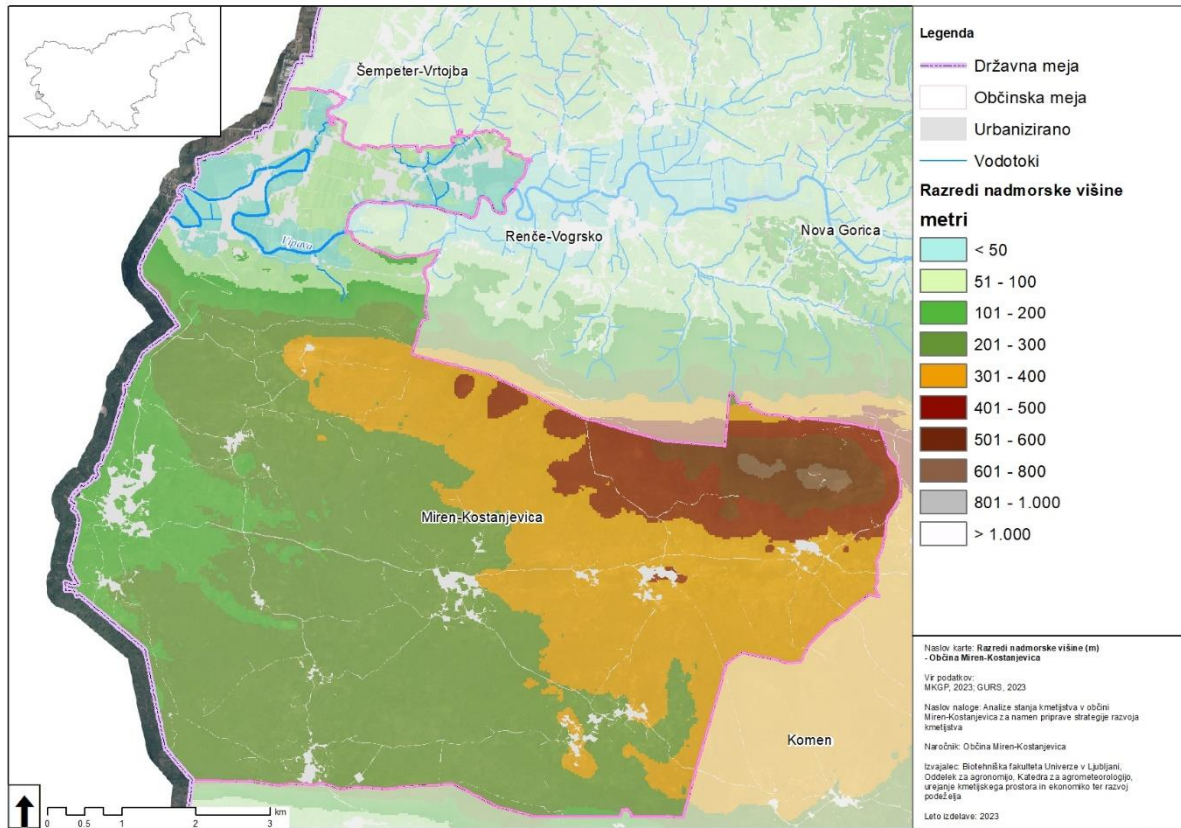 Šempeter-Vrtojba
Renče-Vogrsko
Nova Gorica
Vipava
Miren-Kostanjevica
Komen
0 0.5 1 2 3
km
Legenda
Državna meja
Občinska meja
Urbanizirano
Vodotoki
Razredi nadmorske višine
metri
< 50
51 - 100
101 - 200
201 - 300
301 - 400
401 - 500
501 - 600
601 - 800
801 - 1.000
> 1.000
Naslov karte: Razredi nadmorske višine (m)
- Občina Miren-Kostanjevica
Vir podatkov:
MKGP, 2023; GURS, 2023
Naslov naloge: Analize stanja kmetijstva v občini
Miren-Kostanjevica za namen priprave strategije razvoja
kmetijstva
Naročnik: Občina Miren-Kostanjevica
Izvajalec: Biotehniška fakulteta Univerze v Ljubljani,
Oddelek za agronomijo, Katedra za agrometeorologijo,
urejanje kmetijskega prostora in ekonomiko ter razvoj
podeželja
Leto izdelave: 2023